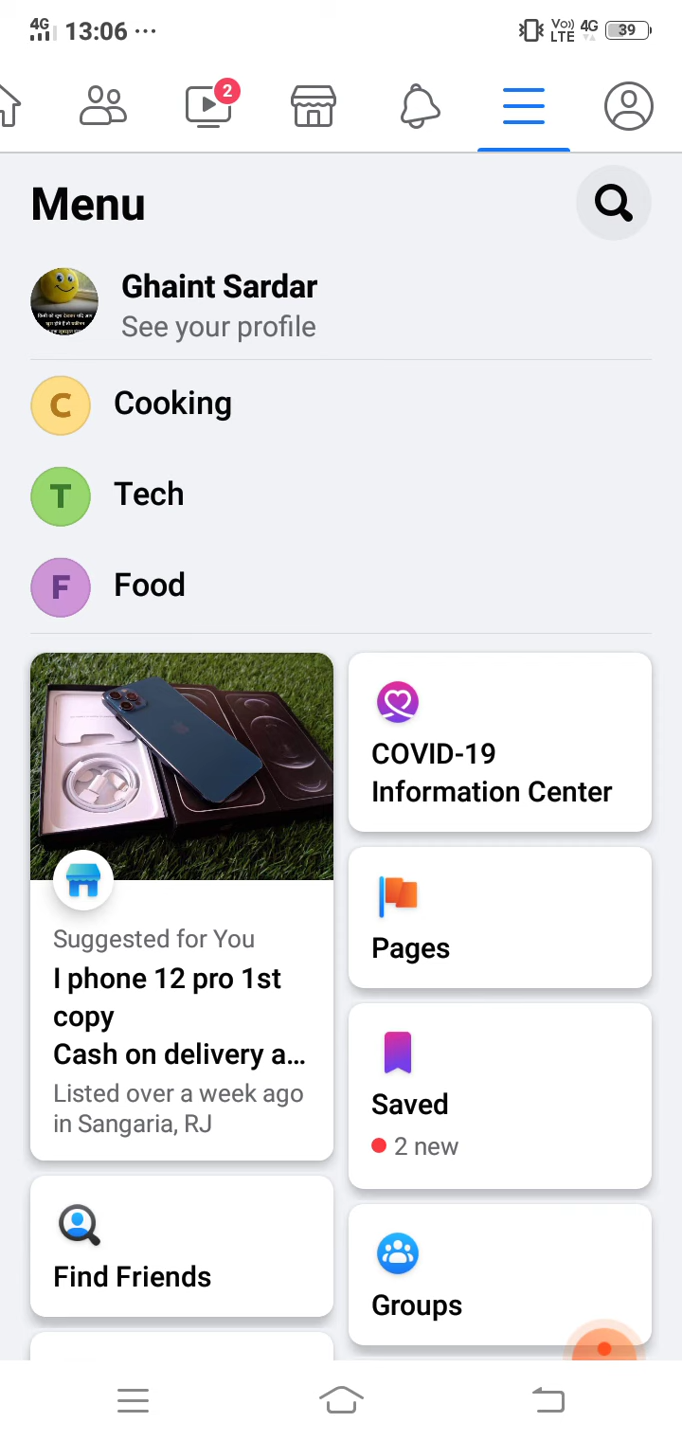 4G 13:06 ··· Vo)) LTE 4G 39
2
Menu
Ghaint Sardar
See your profile
C Cooking
T Tech
F Food
COVID-19
Information Center
Pages
Suggested for You
I phone 12 pro 1st
copy
Cash on delivery a...
Listed over a week ago
in Sangaria, RJ
Saved
2 new
Find Friends
Groups